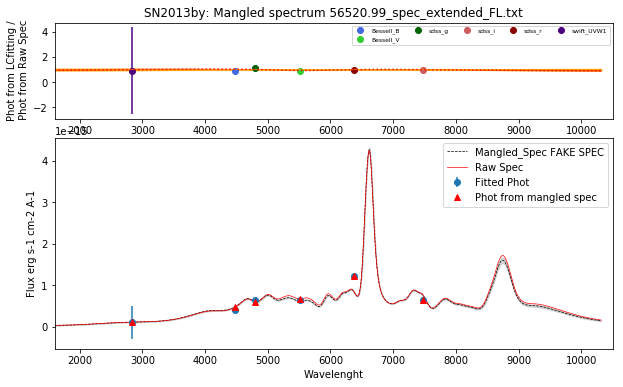 SN2013by: Mangled spectrum 56520.99_spec_extended_FL.txt
Phot from LCfitting /
Phot from Raw Spec
4
2
0
−2
Bessell_B
Bessell_V
sdss_g
sdss_i
sdss_r
swift_UVW1
2000 3000 4000 5000 6000 7000 8000 9000 10000
Flux erg s-1 cm-2 A-1
4
3
2
1
0
Mangled_Spec FAKE SPEC
Raw Spec
Fitted Phot
Phot from mangled spec
2000 3000 4000 5000 6000 7000 8000 9000 10000
Wavelenght